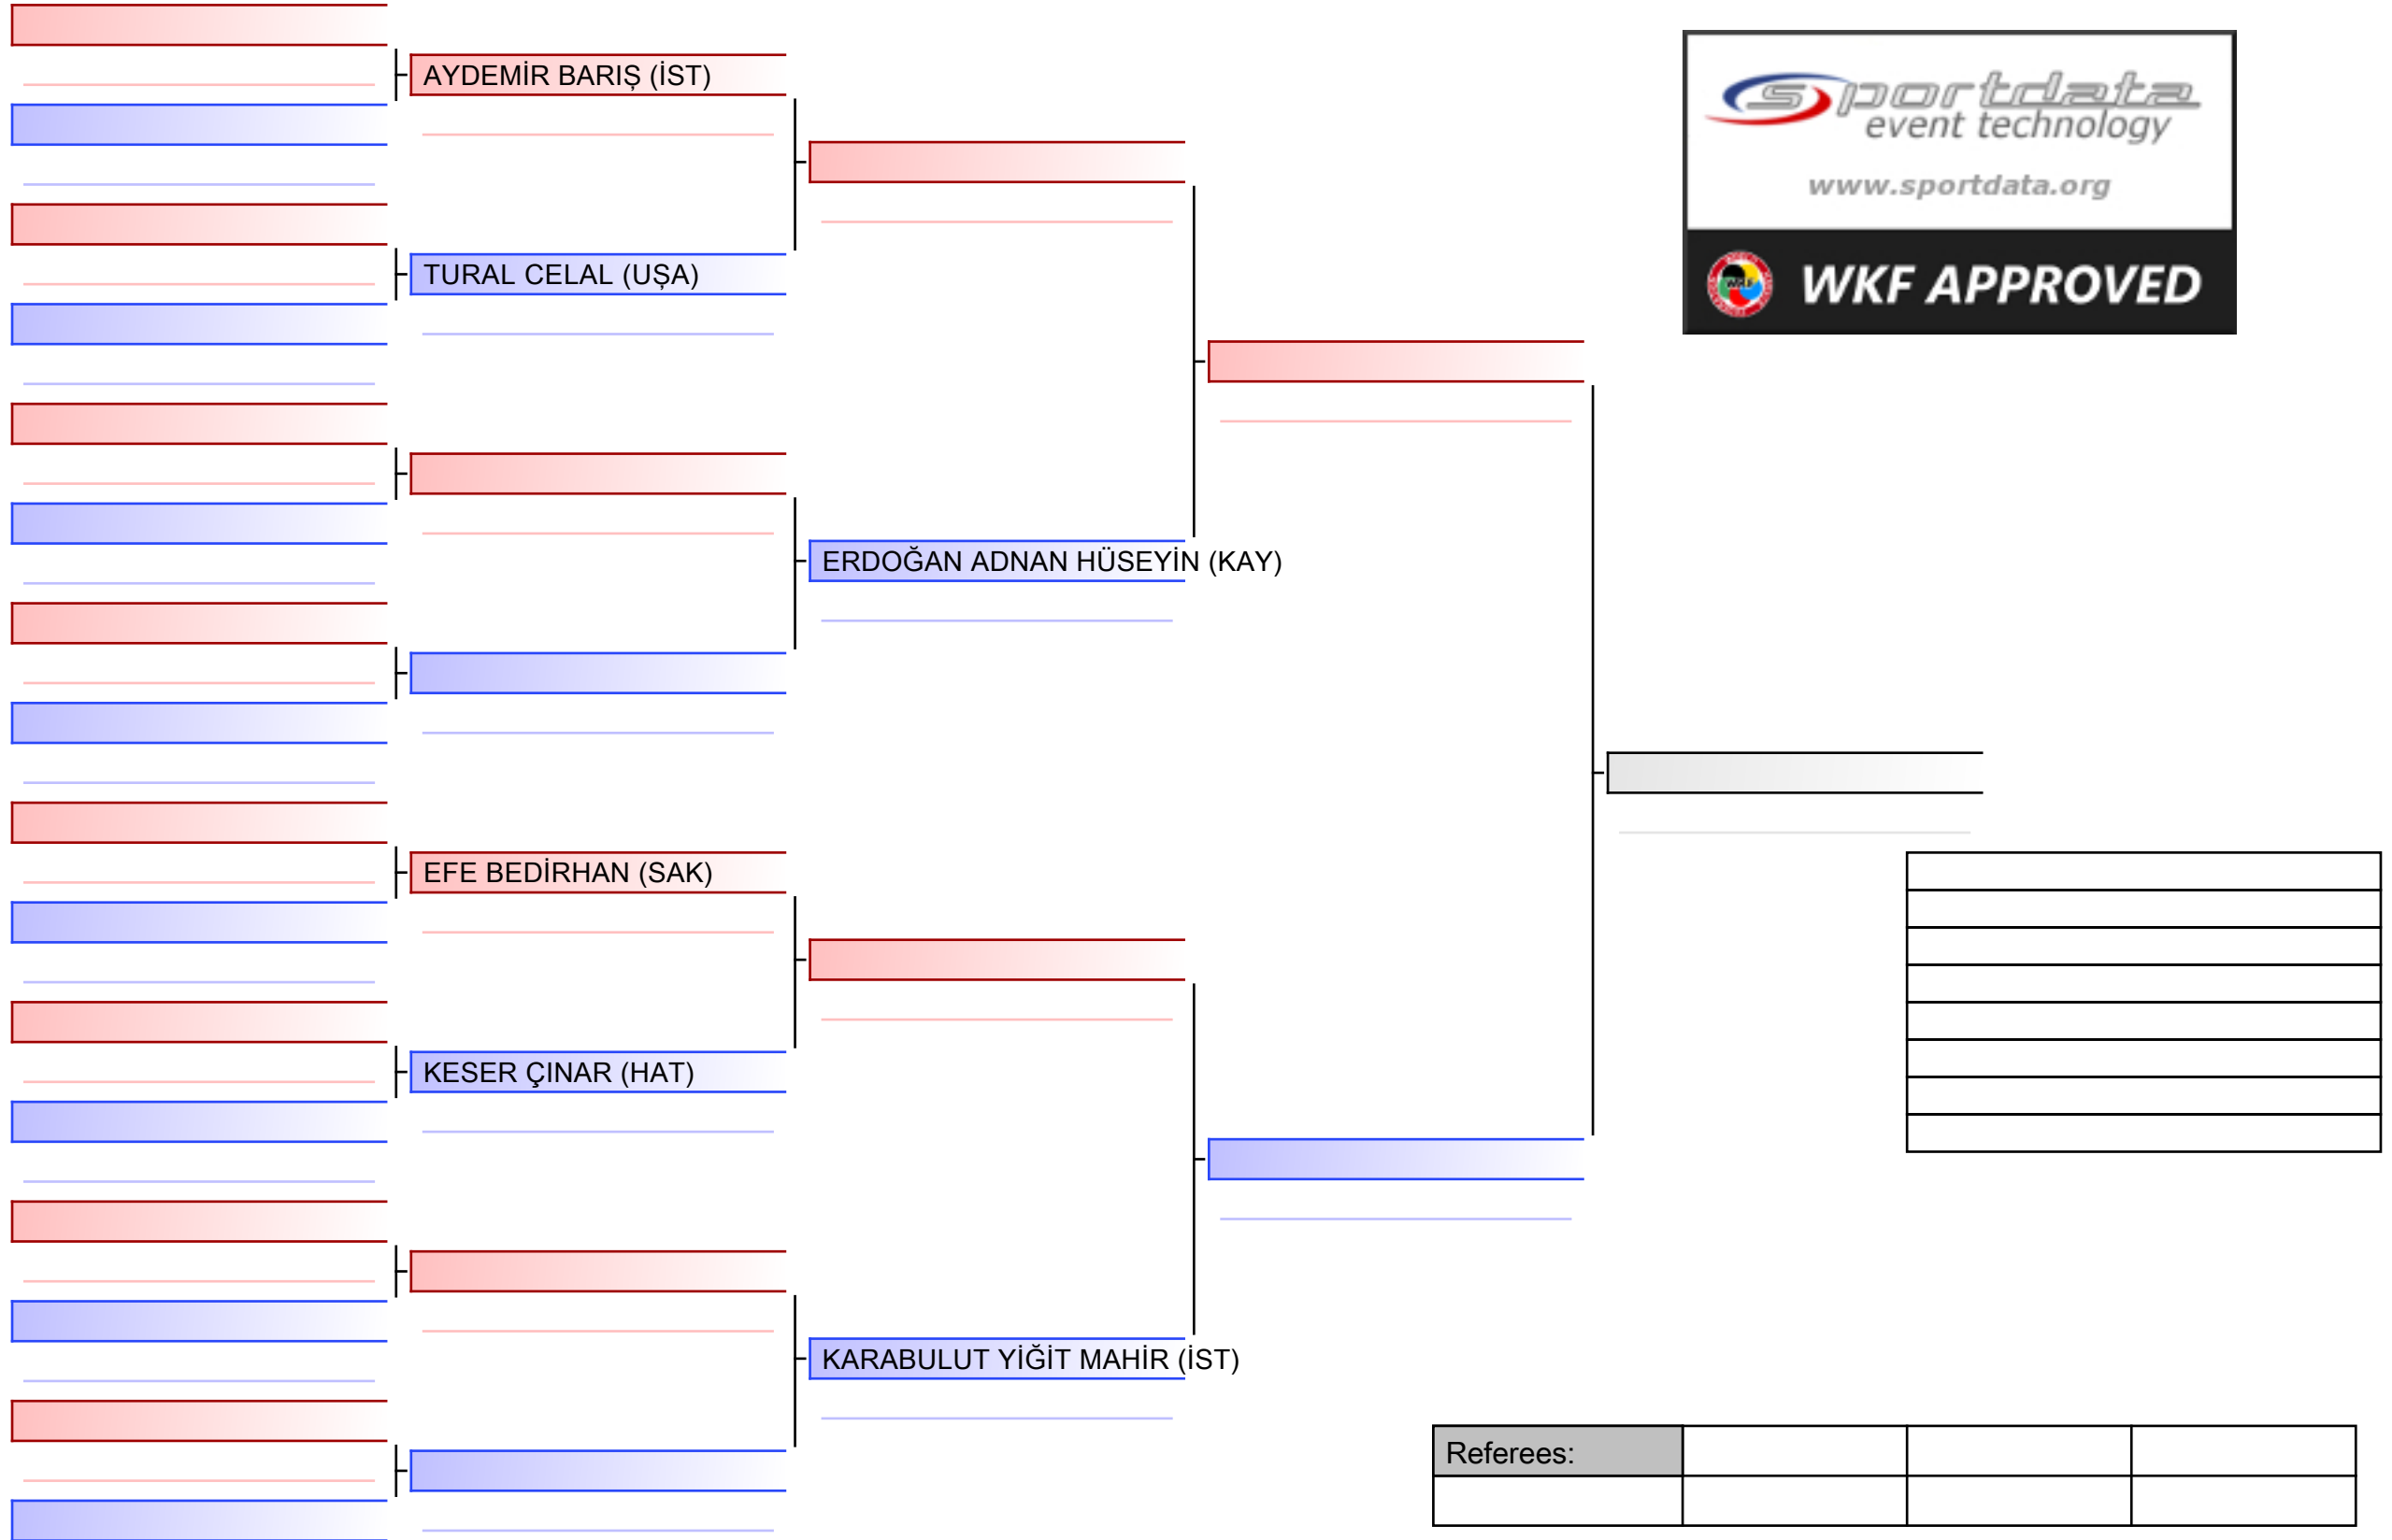 AYDEMİR BARIŞ (İST)
sportdata
event technology
www.sportdata.org
TURAL CELAL (UŞA)
WKF APPROVED
ERDOĞAN ADNAN HÜSEYİN (KAY)
EFE BEDİRHAN (SAK)
KESER ÇINAR (HAT)
KARABULUT YİĞİT MAHİR (İST)
Referees: